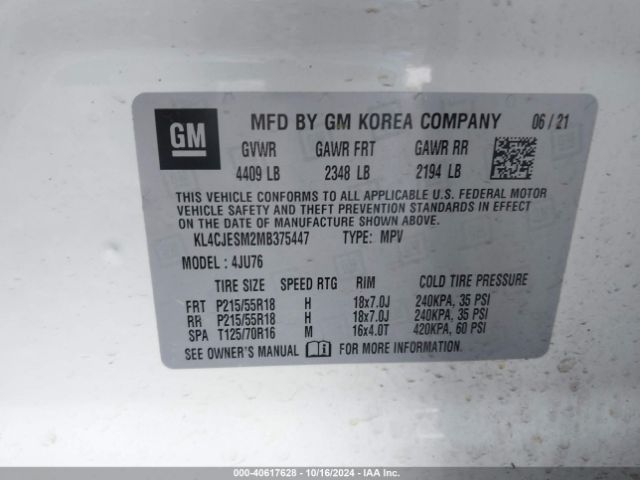 GM
MFD BY GM KOREA COMPANY 06/21
GVWR GAWR FRT GAWR RR
4409 LB 2348 LB 2194 LB
THIS VEHICLE CONFORMS TO ALL APPLICABLE U.S. FEDERAL MOTOR
VEHICLE SAFETY AND THEFT PREVENTION STANDARDS IN EFFECT
ON THE DATE OF MANUFACTURE SHOWN ABOVE.
KL4CJESM2MB375447 TYPE: MPV
MODEL: 4JU76
TIRE SIZE SPEED RTG RIM COLD TIRE PRESSURE
FRT P215/55R18 H 18x7.0J 240KPA, 35 PSI
RR P215/55R18 H 18x7.0J 240KPA, 35 PSI
SPA T125/70R16 M 16x4.0T 420KPA, 60 PSI
SEE OWNER'S MANUAL FOR MORE INFORMATION.
000-40617628 - 10/16/2024 - IAA Inc.